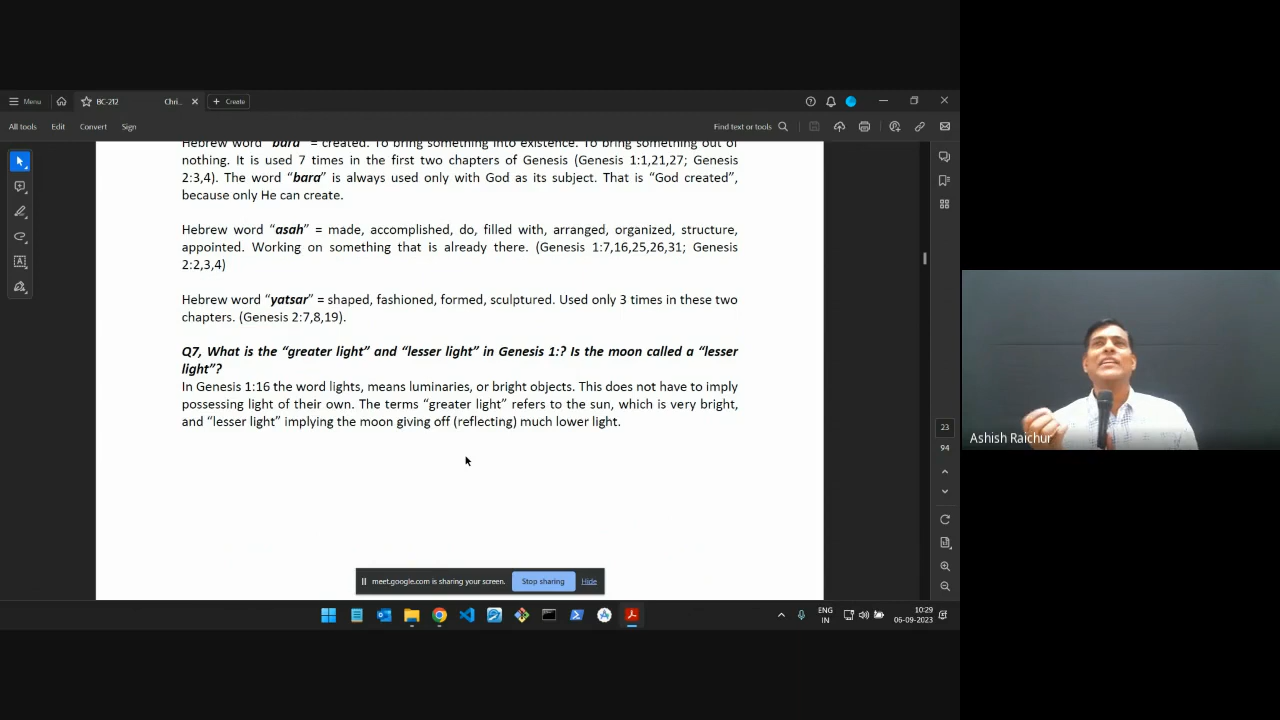 Menu
BC-212
Chri...
Create
All tools
Edit
Convert
Sign
Find text or tools
Hebrew word "bara" = created. To bring something into existence. To bring something out of
nothing. It is used 7 times in the first two chapters of Genesis (Genesis 1:1,21,27; Genesis
2:3,4). The word "bara" is always used only with God as its subject. That is "God created",
because only He can create.
Hebrew word "asah" = made, accomplished, do, filled with, arranged, organized, structure,
appointed. Working on something that is already there. (Genesis 1:7,16,25,26,31; Genesis
2:2,3,4)
Hebrew word "yatsar" = shaped, fashioned, formed, sculptured. Used only 3 times in these two
chapters. (Genesis 2:7,8,19).
Q7, What is the "greater light" and "lesser light" in Genesis 1:? Is the moon called a "lesser
light"?
In Genesis 1:16 the word lights, means luminaries, or bright objects. This does not have to imply
possessing light of their own. The terms "greater light" refers to the sun, which is very bright,
and "lesser light" implying the moon giving off (reflecting) much lower light.
23
94
Ashish Raichur
meet.google.com is sharing your screen.
Stop sharing
Hide
ENG
IN
10:29
06-09-2023